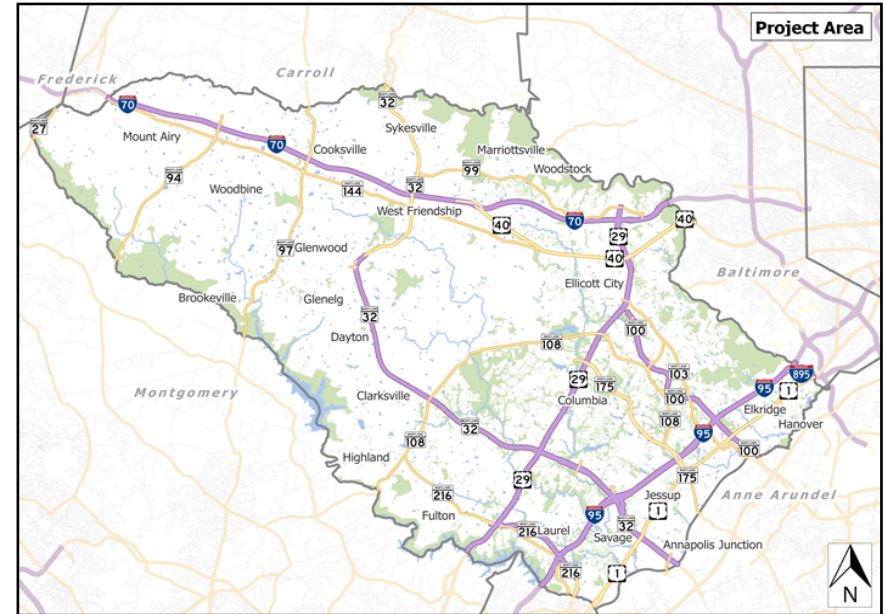 Project Area
Carroll
Frederick
70
32
27
Sykesville
Mount Airy
70
Cooksville
Marriottsville
99
Woodstock
94
Woodbine
144
32
West Friendship
70
40
40
29
Glenwood
97
40
Baltimore
Ellicott City
Brookeville
Glenelg
32
Dayton
100
108
103
895
29
175
95
1
Montgomery
Clarksville
Columbia
100
Elkridge
108
Hanover
32
95
108
100
Highland
29
175
216
Jessup
Anne Arundel
Fulton
95
1
216
Laurel
32
Savage
Annapolis Junction
216
1
N